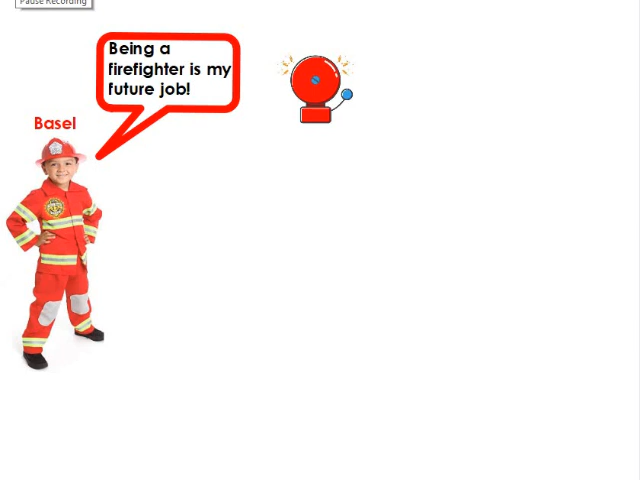 Pause Recording
Being a
firefighter is my
future job!
Basel